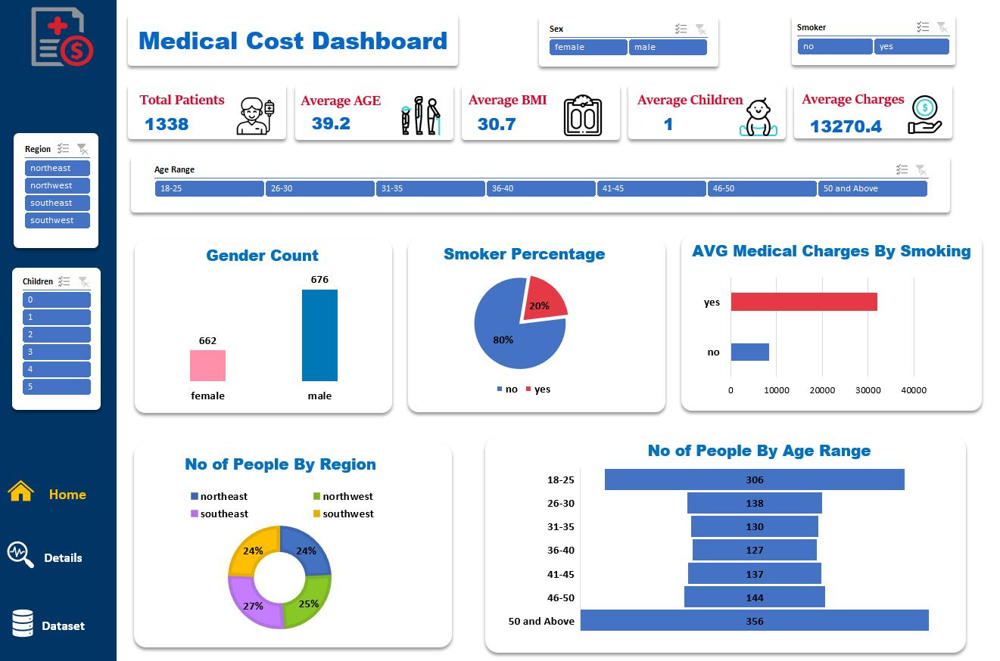 Medical Cost Dashboard
Sex
female male
Smoker
no yes
Total Patients
1338
Average AGE
39.2
Average BMI
30.7
Average Children
1
Average Charges
$
13270.4
Region
northeast
northwest
southeast
southwest
Age Range
18-25 26-30 31-35 36-40 41-45 46-50 50 and Above
Children
0
1
2
3
4
5
Gender Count
662
676
female male
Smoker Percentage
20%
80%
no yes
AVG Medical Charges By Smoking
yes
no
0 10000 20000 30000 40000
No of People By Region
northeast northwest
southeast southwest
24% 24%
27% 25%
No of People By Age Range
18-25 306
26-30 138
31-35 130
36-40 127
41-45 137
46-50 144
50 and Above 356
$
Home
Details
Dataset